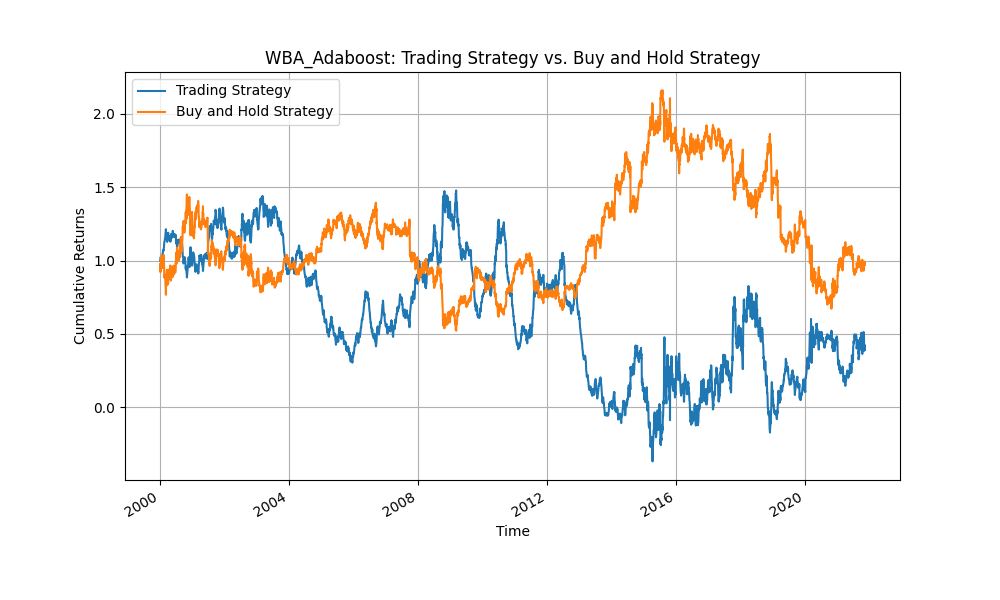 WBA_Adaboost: Trading Strategy vs. Buy and Hold Strategy
Trading Strategy
Buy and Hold Strategy
Cumulative Returns
2.0
1.5
1.0
0.5
0.0
2000
2004
2008
2012
2016
2020
Time